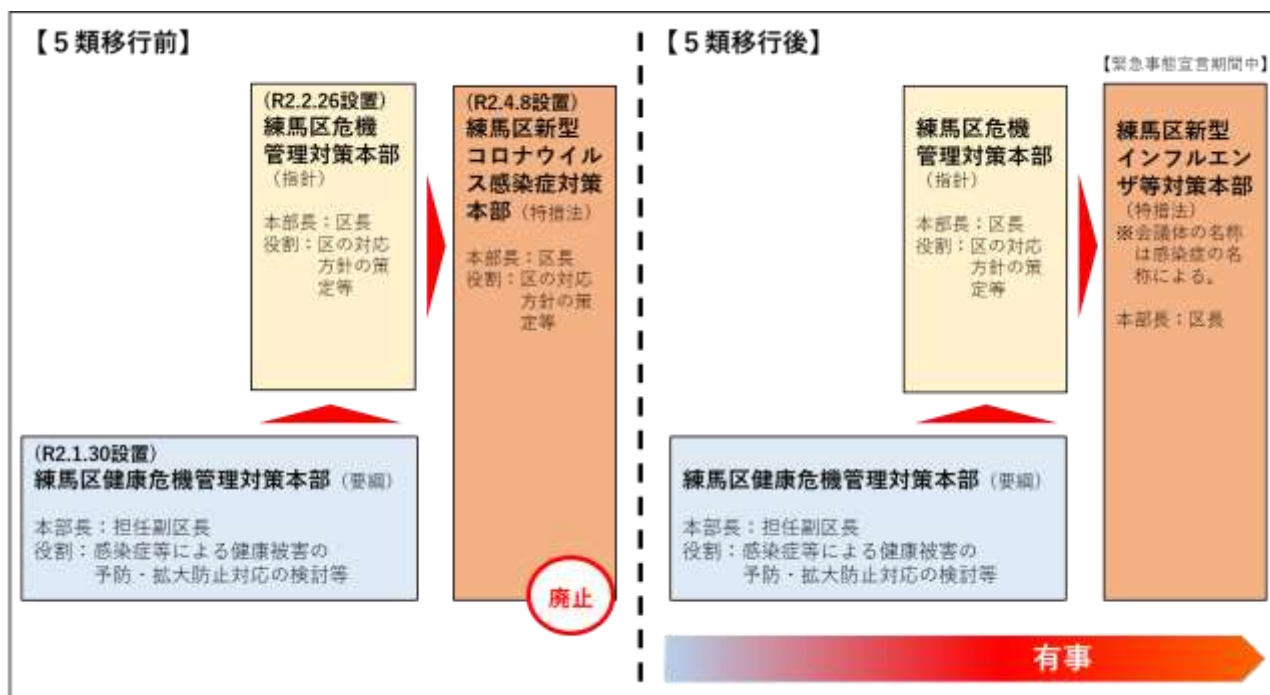 【５類移行前】
(R2.2.26設置)
練馬区危機
管理対策本部
（指針）
本部長：区長
役割：区の対応
方針の策
定等
(R2.4.8設置)
練馬区新型
コロナウイル
ス感染症対策
本部（特措法）
本部長：区長
役割：区の対応
方針の策
定等
(R2.1.30設置)
練馬区健康危機管理対策本部（要綱）
本部長：担任副区長
役割：感染症等による健康被害の
予防・拡大防止対応の検討等
廃止
【５類移行後】
練馬区危機
管理対策本部
（指針）
本部長：区長
役割：区の対応
方針の策
定等
【緊急事態宣言期間中】
練馬区新型
インフルエン
ザ等対策本部
（特措法）
※会議体の名称
は感染症の名
称による。
本部長：区長
練馬区健康危機管理対策本部（要綱）
本部長：担任副区長
役割：感染症等による健康被害の
予防・拡大防止対応の検討等
有事